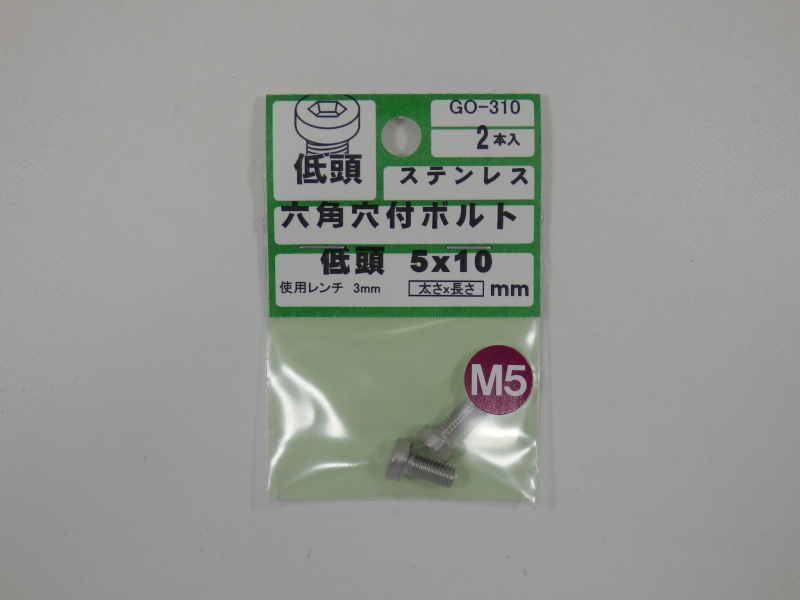 GO-310
2本入
低頭
ステンレス
六角穴付ボルト
低頭 5x10
使用レンチ 3mm 太さx長さ mm
M5